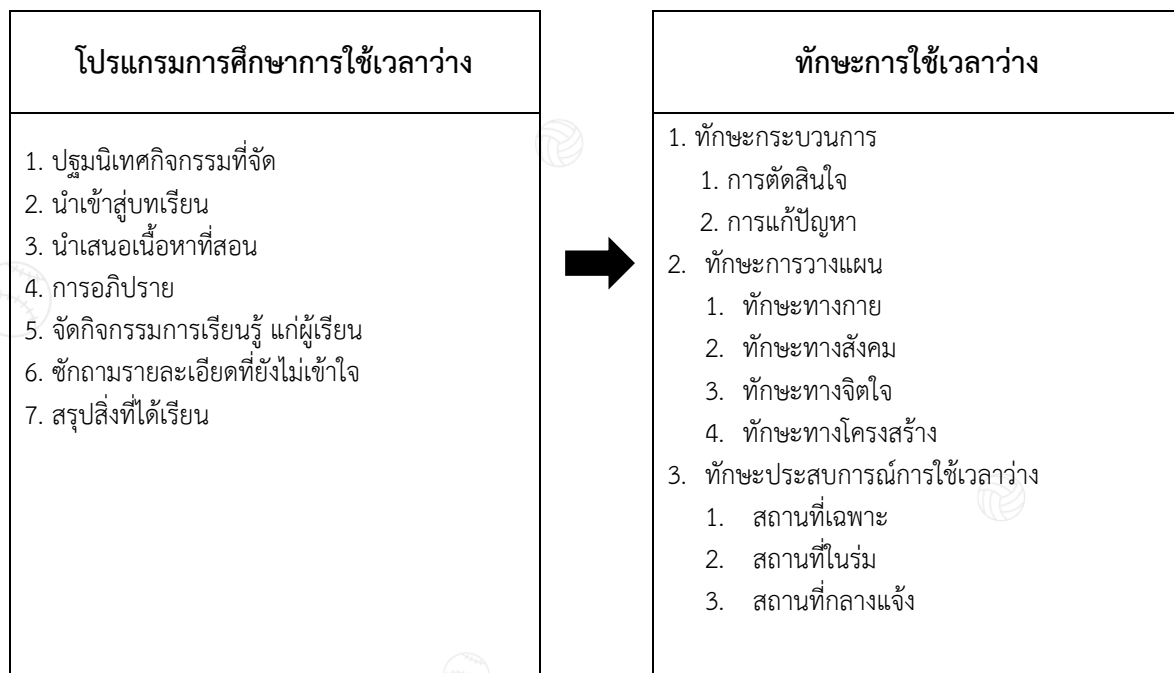 โปรแกรมการศึกษาการใช้เวลาว่าง
1. ปฐมนิเทศกิจกรรมที่จัด
2. นำเข้าสู่บทเรียน
3. นำเสนอเนื้อหาที่สอน
4. การอภิปราย
5. จัดกิจกรรมการเรียนรู้ แก่ผู้เรียน
6. ซักถามรายละเอียดที่ยังไม่เข้าใจ
7. สรุปสิ่งที่ได้เรียน
ทักษะการใช้เวลาว่าง
1. ทักษะกระบวนการ
1. การตัดสินใจ
2. การแก้ปัญหา
2. ทักษะการวางแผน
1. ทักษะทางกาย
2. ทักษะทางสังคม
3. ทักษะทางจิตใจ
4. ทักษะทางโครงสร้าง
3. ทักษะประสบการณ์การใช้เวลาว่าง
1. สถานที่เฉพาะ
2. สถานที่ในร่ม
3. สถานที่กลางแจ้ง